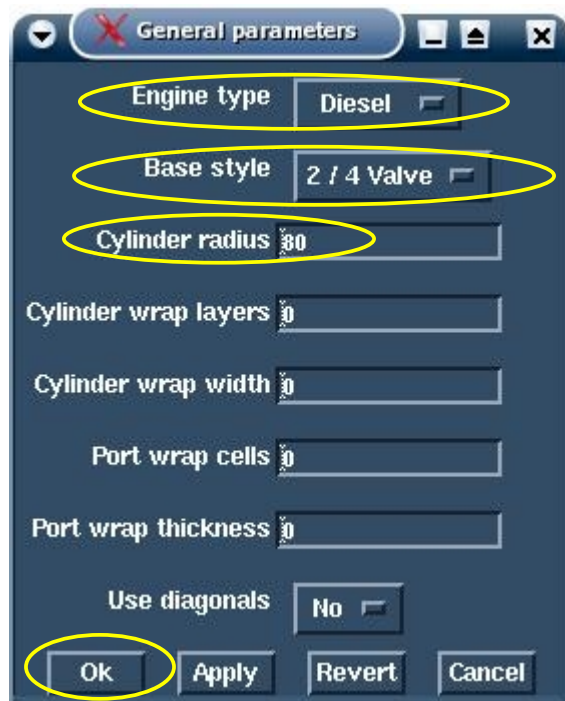 General parameters
Engine type Diesel
Base style 2 / 4 Valve
Cylinder radius 80
Cylinder wrap layers 0
Cylinder wrap width 0
Port wrap cells 0
Port wrap thickness 0
Use diagonals No
Ok Apply Revert Cancel